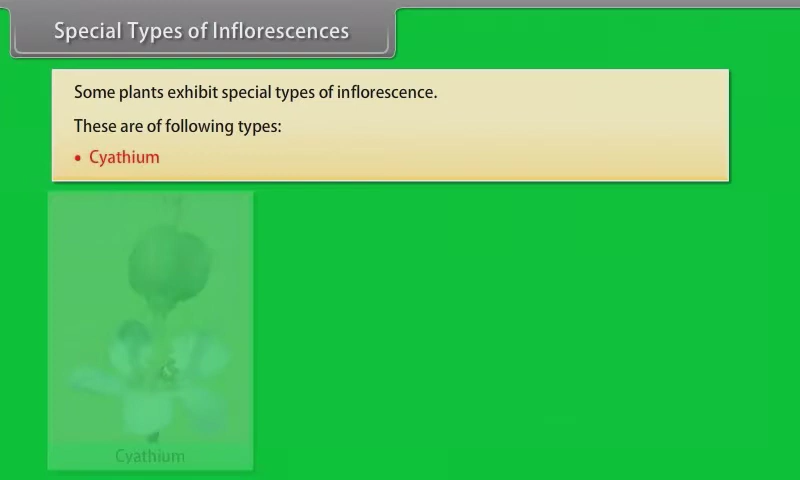 Special Types of Inflorescences
Some plants exhibit special types of inflorescence.
These are of following types:
• Cyathium
Cyathium